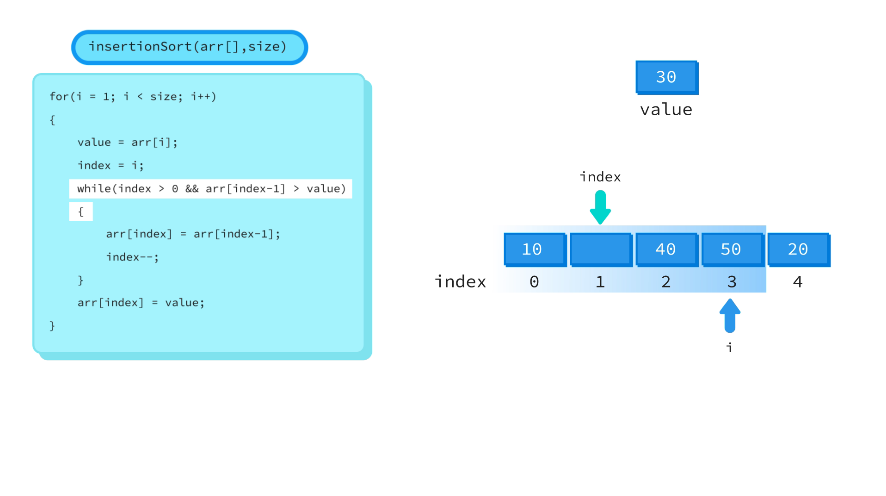 insertionSort(arr[],size)
for(i = 1; i < size; i++)
{
value = arr[i];
index = i;
while(index > 0 && arr[index-1] > value)
{
arr[index] = arr[index-1];
index--;
}
arr[index] = value;
}
30
value
index
10 40 50 20
index 0 1 2 3 4
i